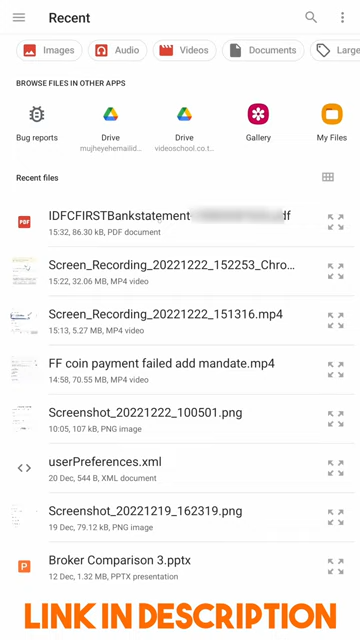 Recent
Images
Audio
Videos
Documents
Large
BROWSE FILES IN OTHER APPS
Bug reports
Drive
mujheyehemailid...
Drive
videoschool.co.t...
Gallery
My Files
Recent files
PDF
IDFCFIRSTBankstatement df
15:32, 86.30 kB, PDF document
Screen_Recording_20221222_152253_Chro...
15:22, 32.06 MB, MP4 video
Screen_Recording_20221222_151316.mp4
15:13, 5.27 MB, MP4 video
FF coin payment failed add mandate.mp4
14:58, 70.55 MB, MP4 video
Screenshot_20221222_100501.png
10:05, 107 kB, PNG image
userPreferences.xml
20 Dec, 544 B, XML document
Screenshot_20221219_162319.png
19 Dec, 79.12 kB, PNG image
P
Broker Comparison 3.pptx
12 Dec, 1.32 MB, PPTX presentation
LINK IN DESCRIPTION